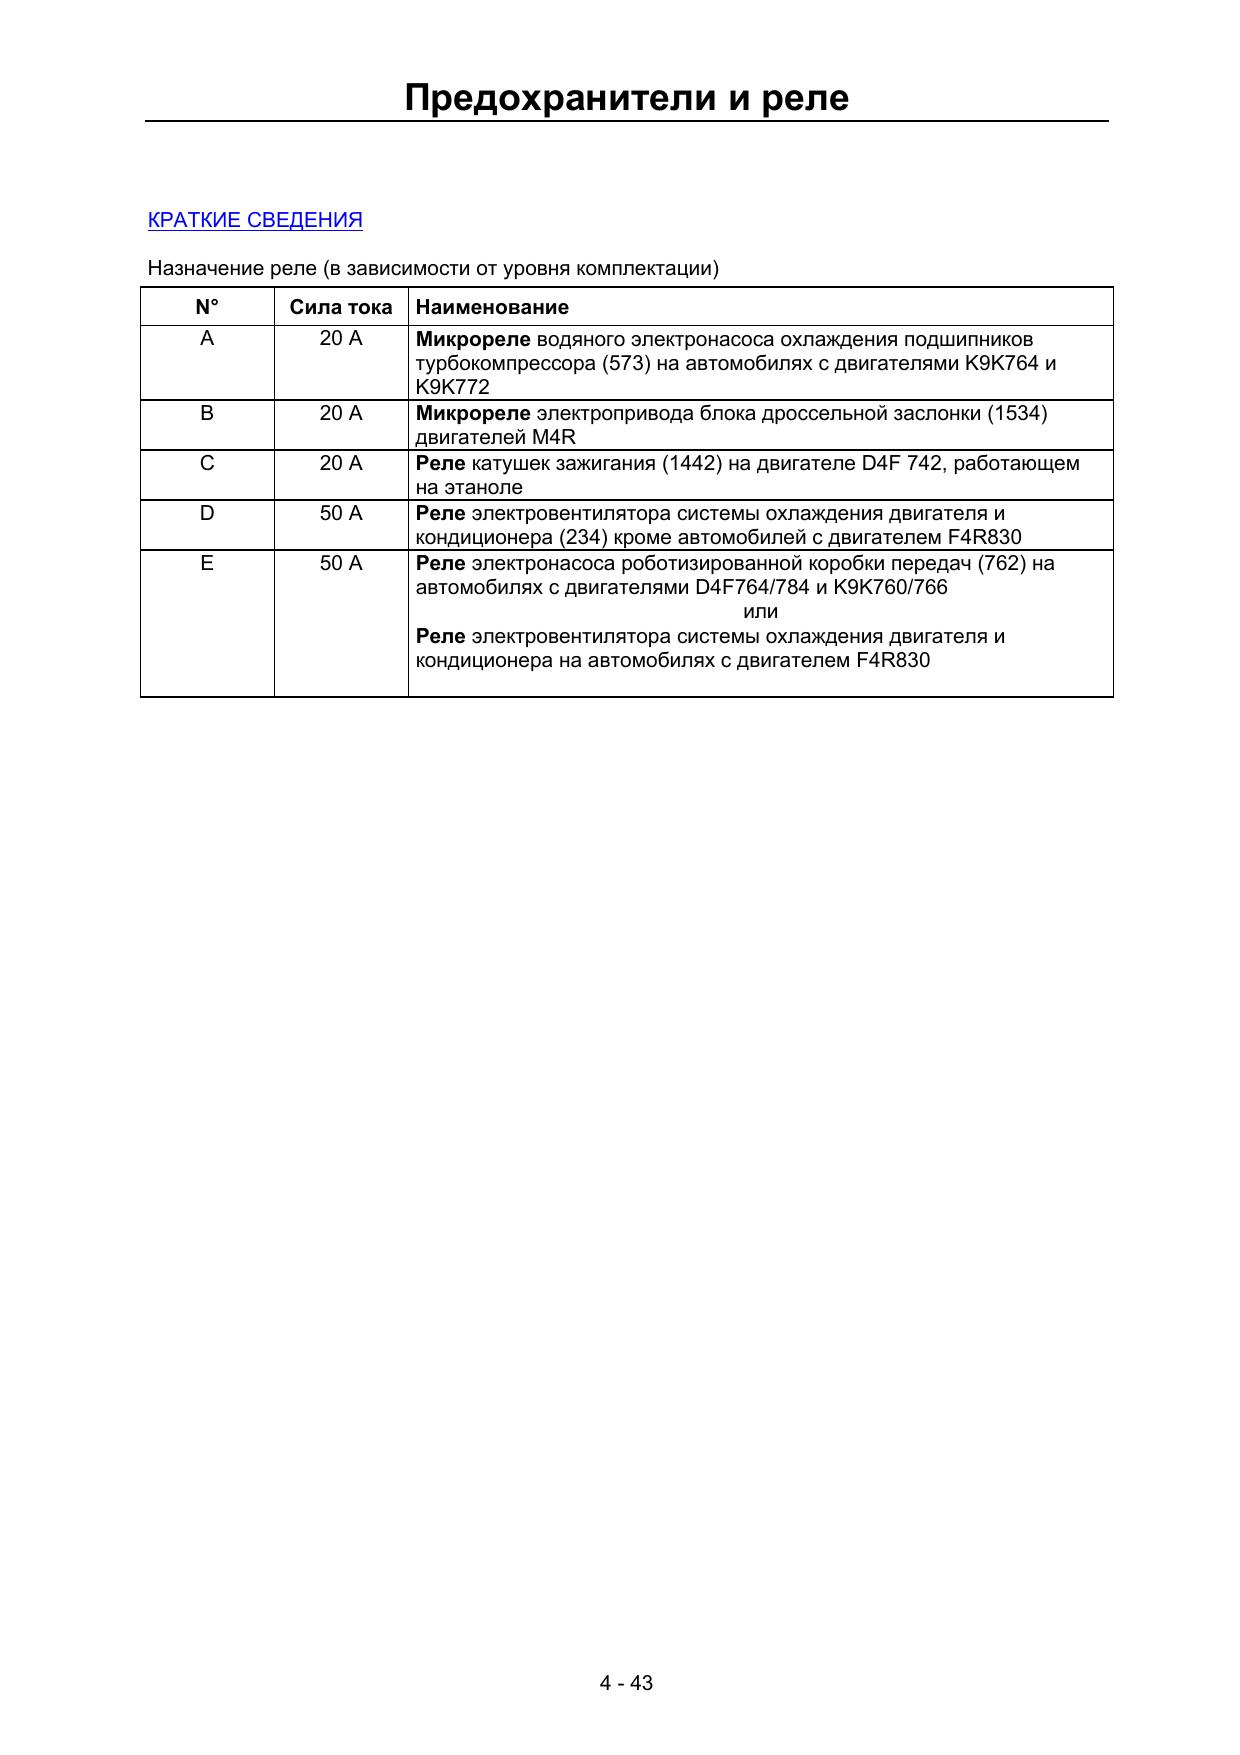 Предохранители и реле
КРАТКИЕ СВЕДЕНИЯ
Назначение реле (в зависимости от уровня комплектации)
N° Сила тока Наименование
A 20 A Микрореле водяного электронасоса охлаждения подшипников
турбокомпрессора (573) на автомобилях с двигателями K9K764 и
K9K772
B 20 A Микрореле электропривода блока дроссельной заслонки (1534)
двигателей M4R
C 20 A Реле катушек зажигания (1442) на двигателе D4F 742, работающем
на этаноле
D 50 A Реле электровентилятора системы охлаждения двигателя и
кондиционера (234) кроме автомобилей с двигателем F4R830
E 50 A Реле электронасоса роботизированной коробки передач (762) на
автомобилях с двигателями D4F764/784 и K9K760/766
или
Реле электровентилятора системы охлаждения двигателя и
кондиционера на автомобилях с двигателем F4R830
4 - 43